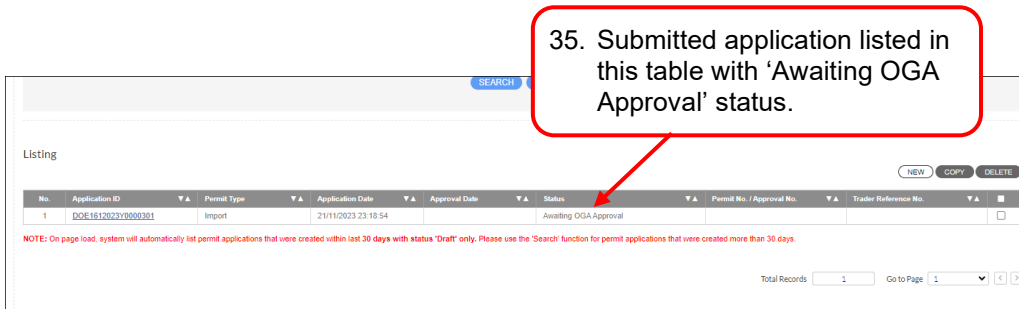 35. Submitted application listed in
this table with ‘Awaiting OGA
Approval’ status.
SEARCH
Listing
NEW COPY DELETE
No. Application ID ▼▲ Permit Type ▼▲ Application Date ▼▲ Approval Date ▼▲ Status ▼▲ Permit No. / Approval No. ▼▲ Trader Reference No. ▼▲
1 DOE1612023Y0000301 Import 21/11/2023 23:18:54 Awaiting OGA Approval
NOTE: On page load, system will automatically list permit applications that were created within last 30 days with status 'Draft' only. Please use the 'Search' function for permit applications that were created more than 30 days.
Total Records 1 Go to Page 1 < >